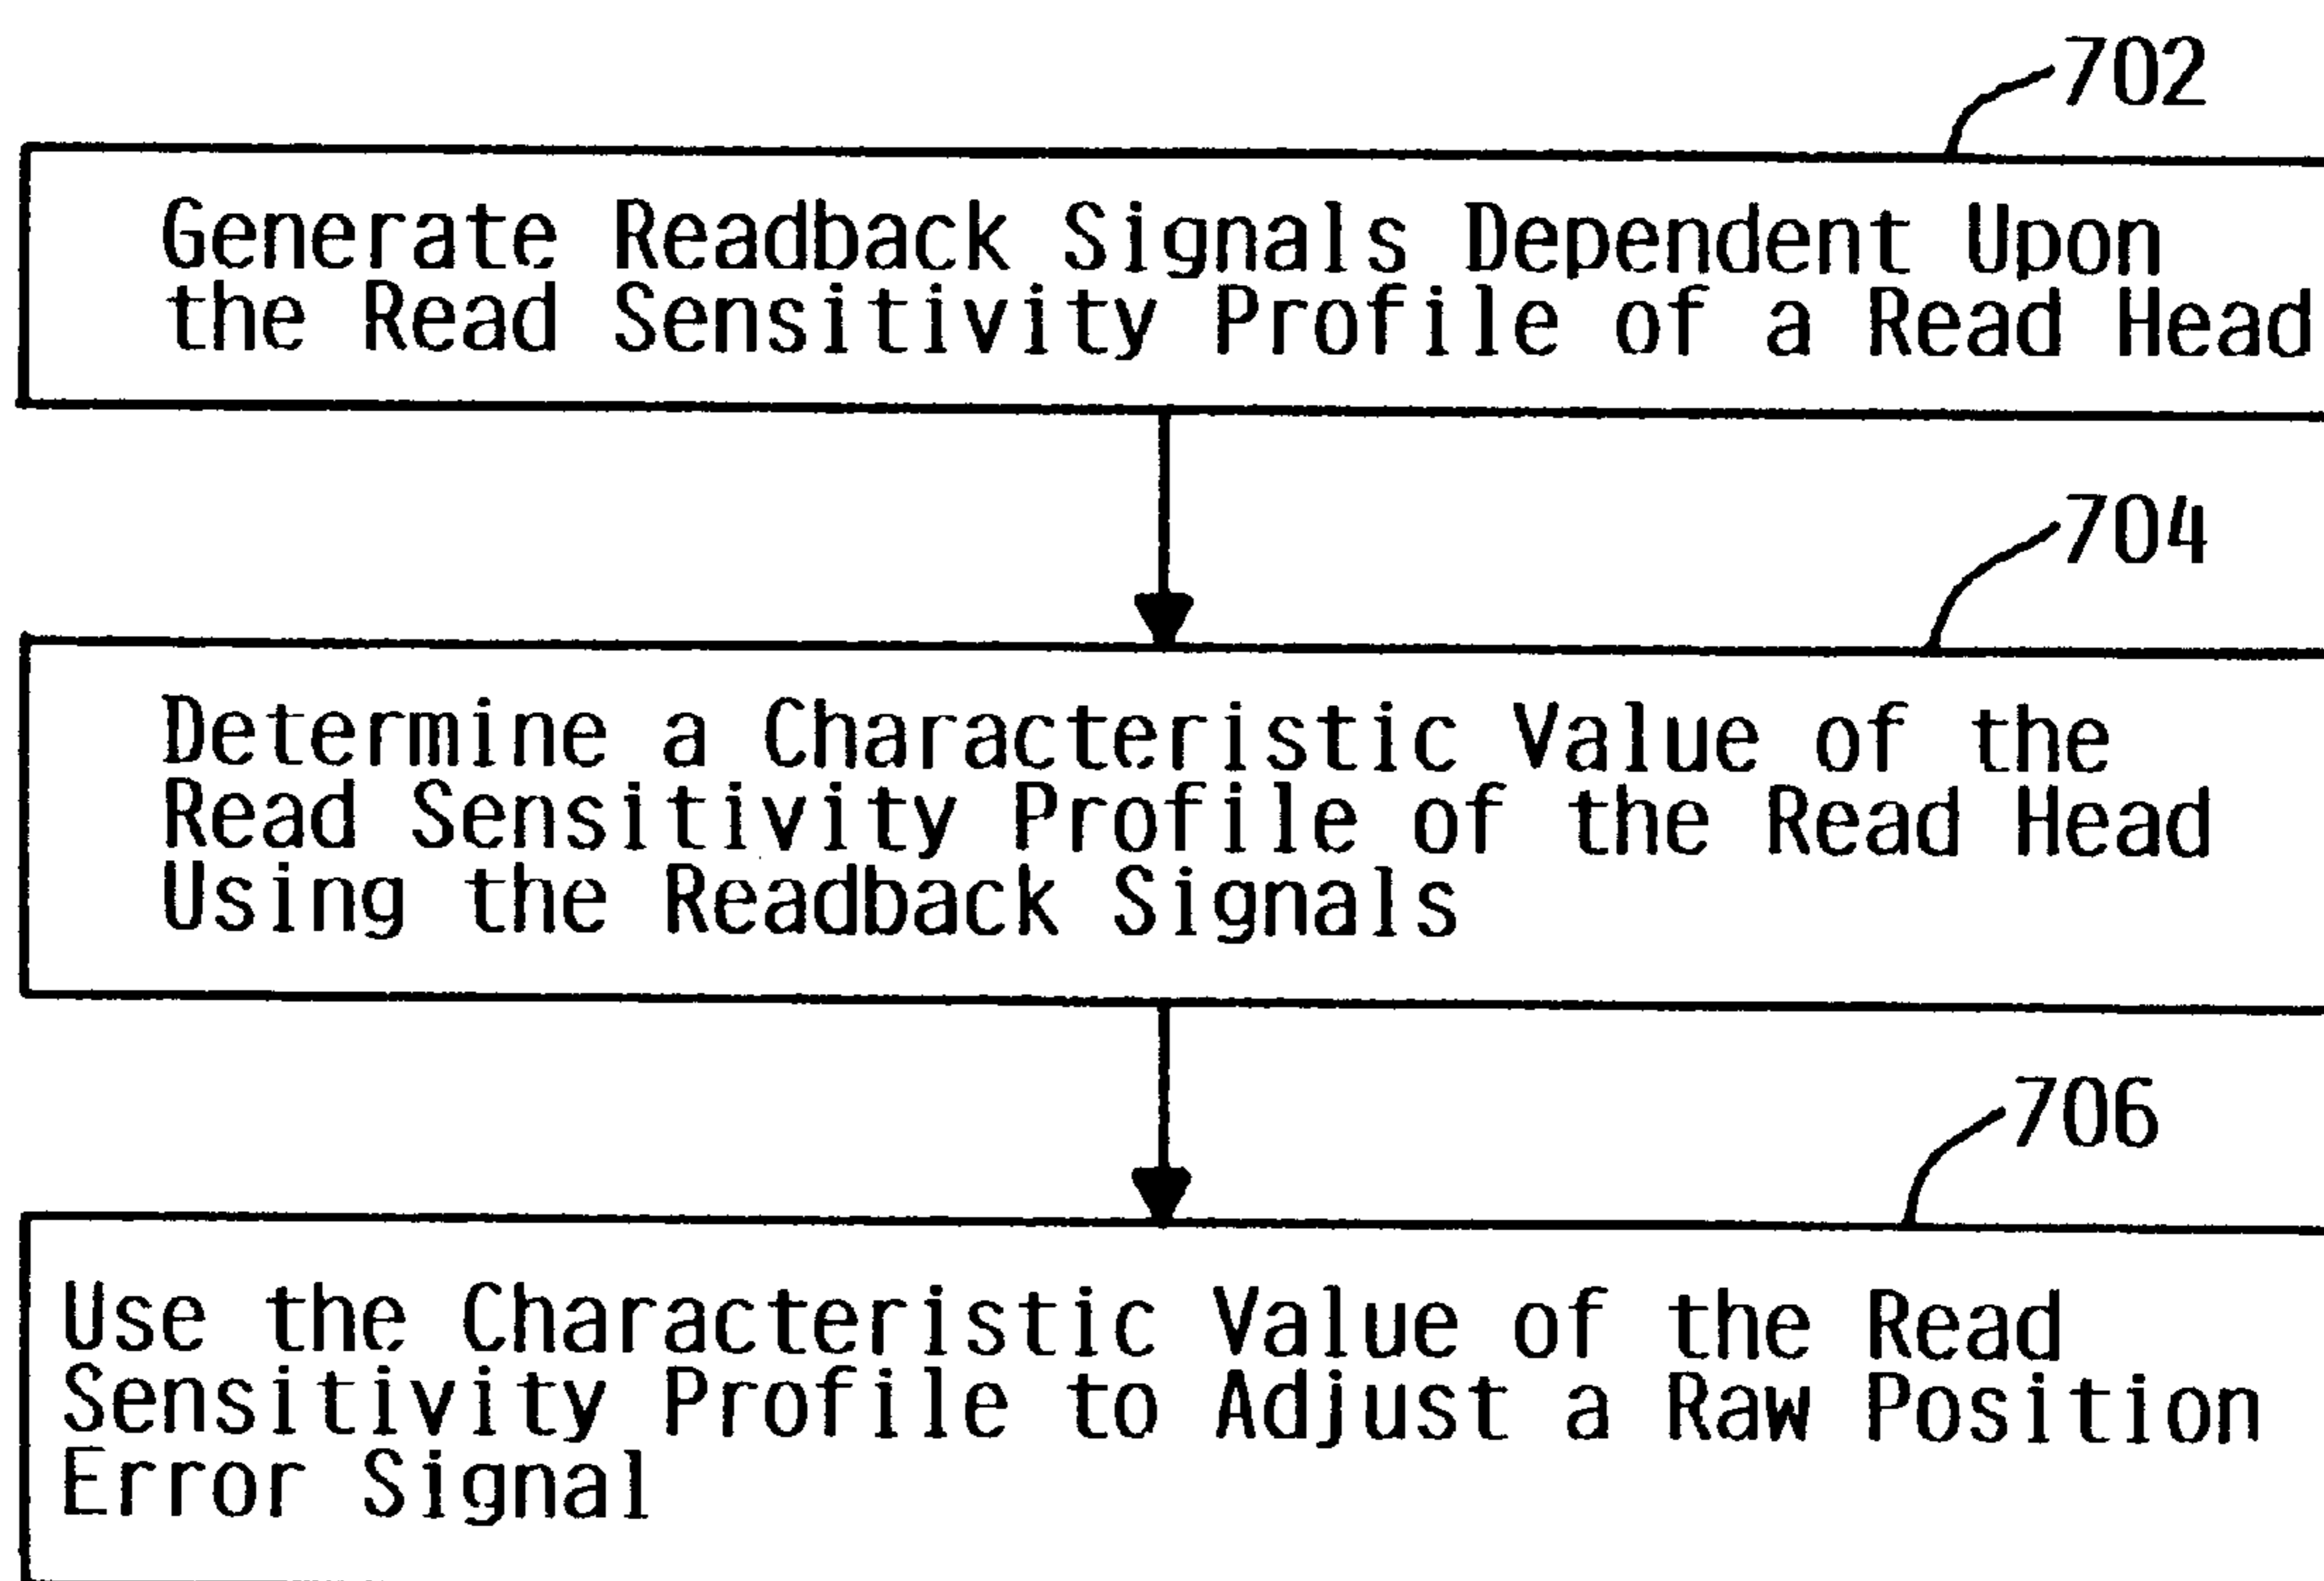 702
Generate Readback Signals Dependent Upon
the Read Sensitivity Profile of a Read Head
704
Determine a Characteristic Value of the
Read Sensitivity Profile of the Read Head
Using the Readback Signals
706
Use the Characteristic Value of the Read
Sensitivity Profile to Adjust a Raw Position
Error Signal